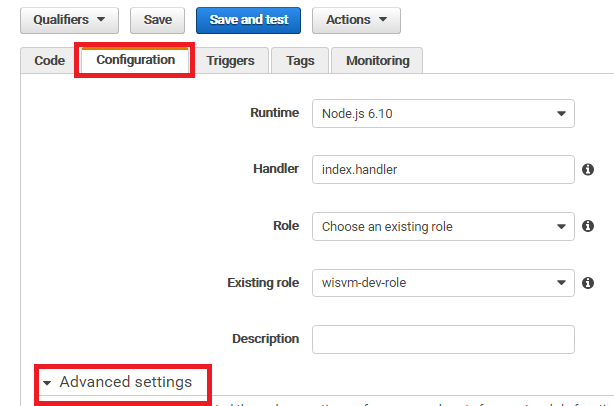 Qualifiers Save Save and test Actions
Code Configuration Triggers Tags Monitoring
Runtime Node.js 6.10
Handler index.handler
Role Choose an existing role
Existing role wisvm-dev-role
Description
Advanced settings